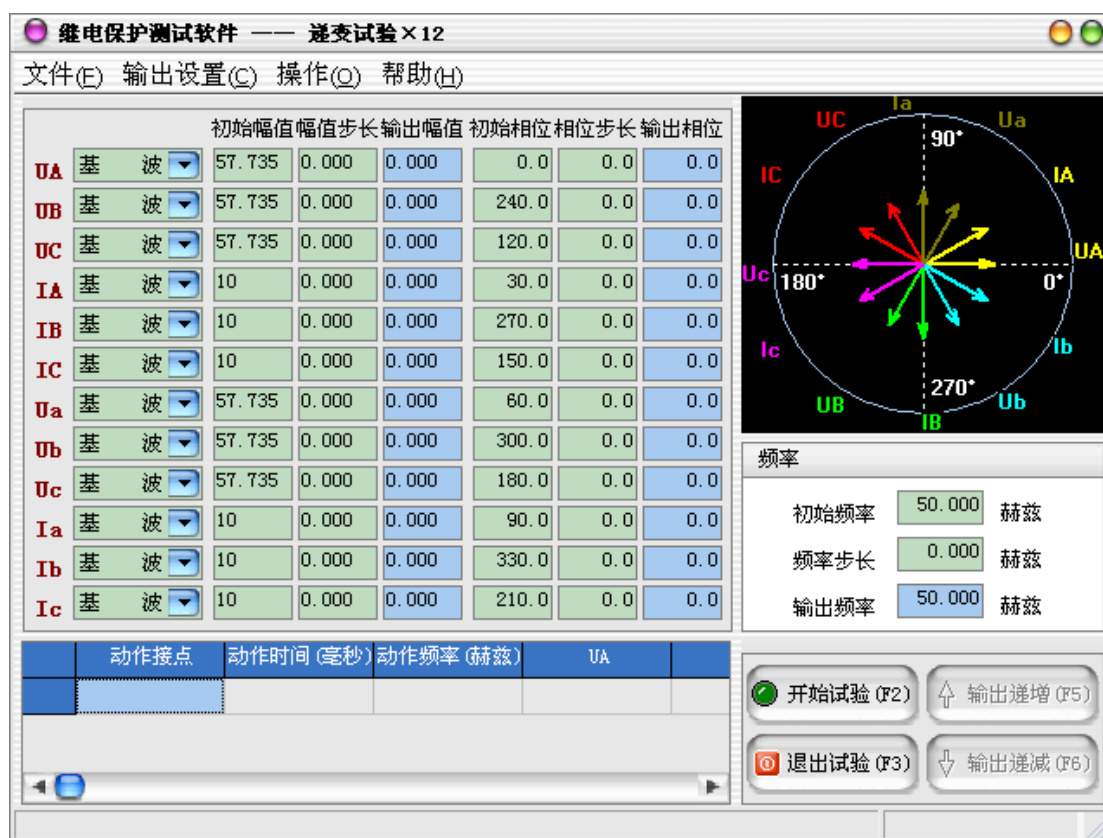 继电保护测试软件 —— 递变试验×12
文件(F) 输出设置(C) 操作(O) 帮助(H)
初始幅值 幅值步长 输出幅值 初始相位 相位步长 输出相位
UA 基 波 57.735 0.000 0.000 0.0 0.0 0.0
UB 基 波 57.735 0.000 0.000 240.0 0.0 0.0
UC 基 波 57.735 0.000 0.000 120.0 0.0 0.0
IA 基 波 10 0.000 0.000 30.0 0.0 0.0
IB 基 波 10 0.000 0.000 270.0 0.0 0.0
IC 基 波 10 0.000 0.000 150.0 0.0 0.0
Ua 基 波 57.735 0.000 0.000 60.0 0.0 0.0
Ub 基 波 57.735 0.000 0.000 300.0 0.0 0.0
Uc 基 波 57.735 0.000 0.000 180.0 0.0 0.0
Ia 基 波 10 0.000 0.000 90.0 0.0 0.0
Ib 基 波 10 0.000 0.000 330.0 0.0 0.0
Ic 基 波 10 0.000 0.000 210.0 0.0 0.0
Ia
UC Ua
90°
IC IA
UA
Uc 180° 0°
Ic Ib
270°
UB Ub
IB
频率
初始频率 50.000 赫兹
频率步长 0.000 赫兹
输出频率 50.000 赫兹
动作接点 动作时间(毫秒) 动作频率(赫兹) UA
开始试验(F2) 输出递增(F5)
退出试验(F3) 输出递减(F6)